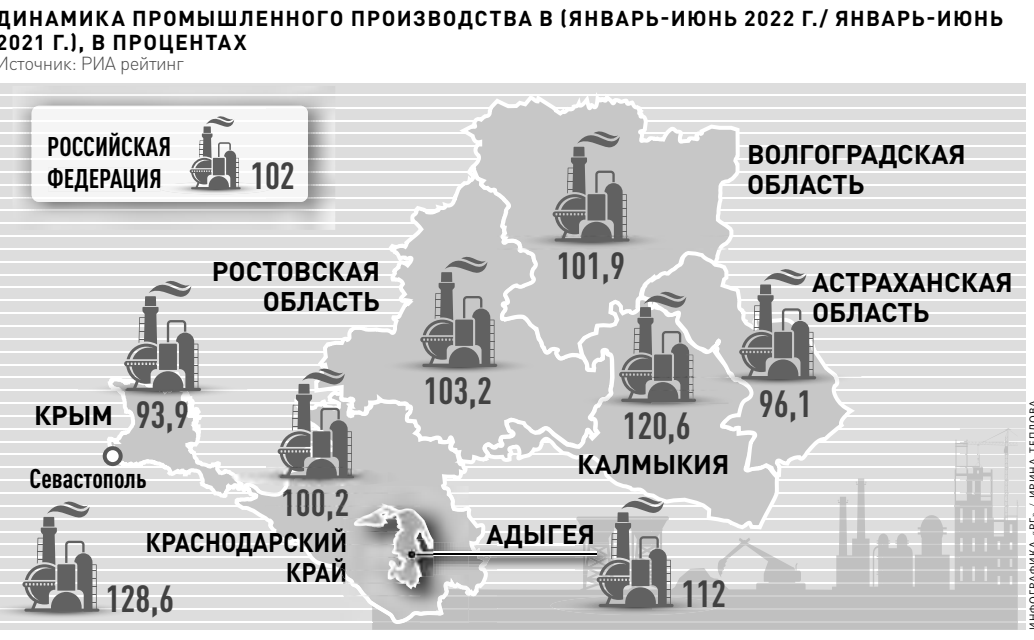 ДИНАМИКА ПРОМЫШЛЕННОГО ПРОИЗВОДСТВА В (ЯНВАРЬ-ИЮНЬ 2022 Г./ ЯНВАРЬ-ИЮНЬ
2021 Г.), В ПРОЦЕНТАХ
Источник: РИА рейтинг
РОССИЙСКАЯ
ФЕДЕРАЦИЯ
102
ВОЛГОГРАДСКАЯ
ОБЛАСТЬ
101,9
РОСТОВСКАЯ
ОБЛАСТЬ
103,2
АСТРАХАНСКАЯ
ОБЛАСТЬ
96,1
КРЫМ
93,9
120,6
КАЛМЫКИЯ
Севастополь
128,6
100,2
КРАСНОДАРСКИЙ
КРАЙ
АДЫГЕЯ
112
ИНФОГРАФИКА «РГ» / ИРИНА ТЕПЛОВА